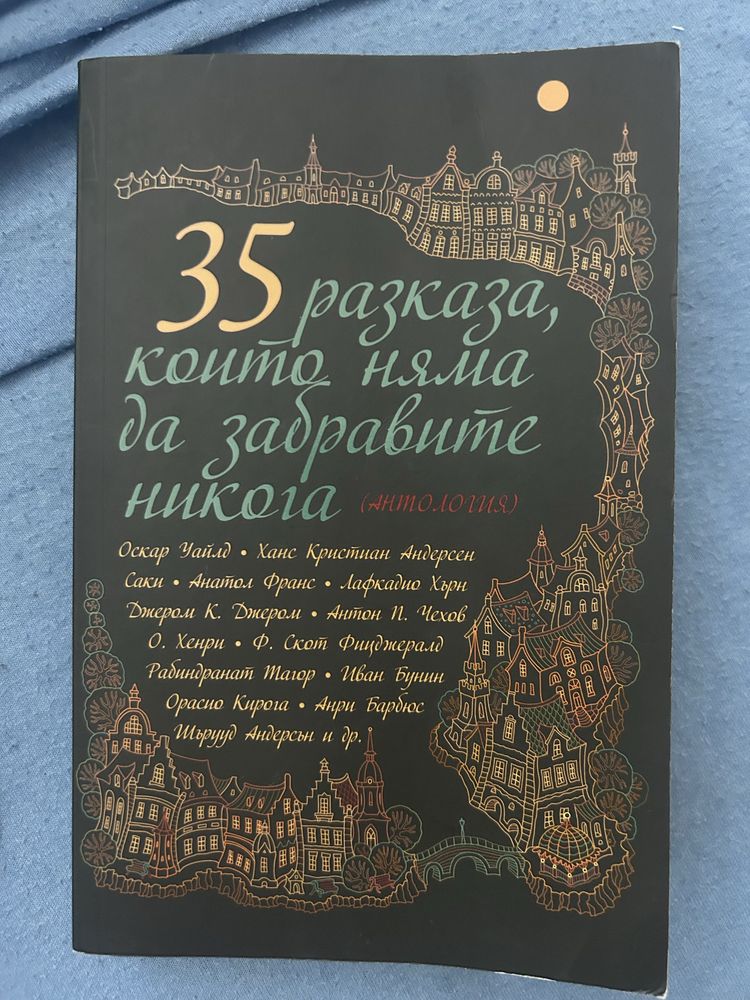 35 разказа,
които няма
да забравите
никога (АНТОЛОГИЯ)
Оскар Уайлд • Ханс Кристиан Андерсен
Саки • Анатол Франс • Лафкадио Хърн
Джером К. Джером • Антон П. Чехов
О. Хенри • Ф. Скот Фицджералд
Рабиндранат Тагор • Иван Бунин
Орасио Кирога • Анри Барбюс
Шърууд Андерсън и др.